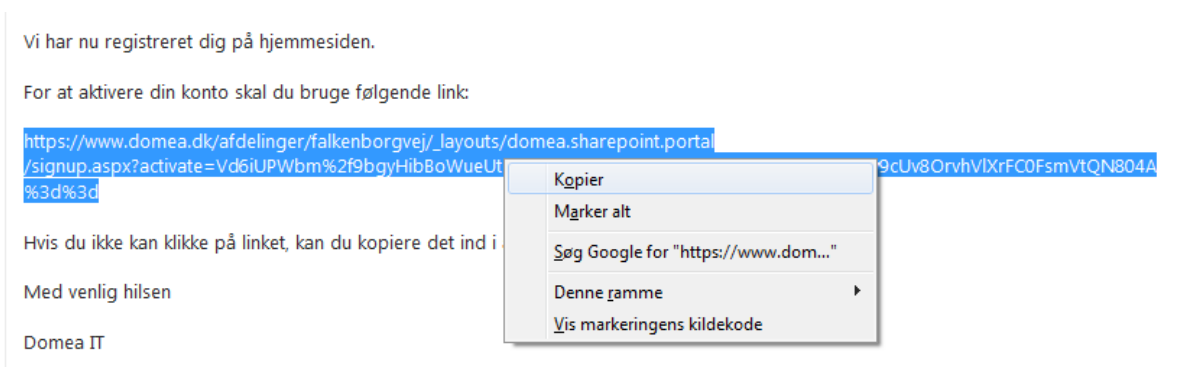 Vi har nu registreret dig på hjemmesiden.
For at aktivere din konto skal du bruge følgende link:
https://www.domea.dk/afdelinger/falkenborgvej/_layouts/domea.sharepoint.portal
/signup.aspx?activate=Vd6iUPWbm%2f9bgyHibBoWueUt 9cUv8OrvhVlXrFC0FsmVtQN804A
%3d%3d
Hvis du ikke kan klikke på linket, kan du kopiere det ind i
Med venlig hilsen
Domea IT
Kopier
Marker alt
Søg Google for "https://www.dom..."
Denne ramme
Vis markeringens kildekode